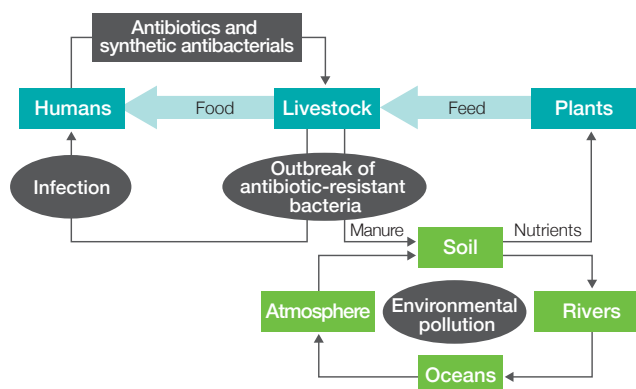 Antibiotics and
synthetic antibacterials
Humans
Food
Livestock
Feed
Plants
Infection
Outbreak of
antibiotic-resistant
bacteria
Manure
Soil
Nutrients
Atmosphere
Environmental
pollution
Rivers
Oceans